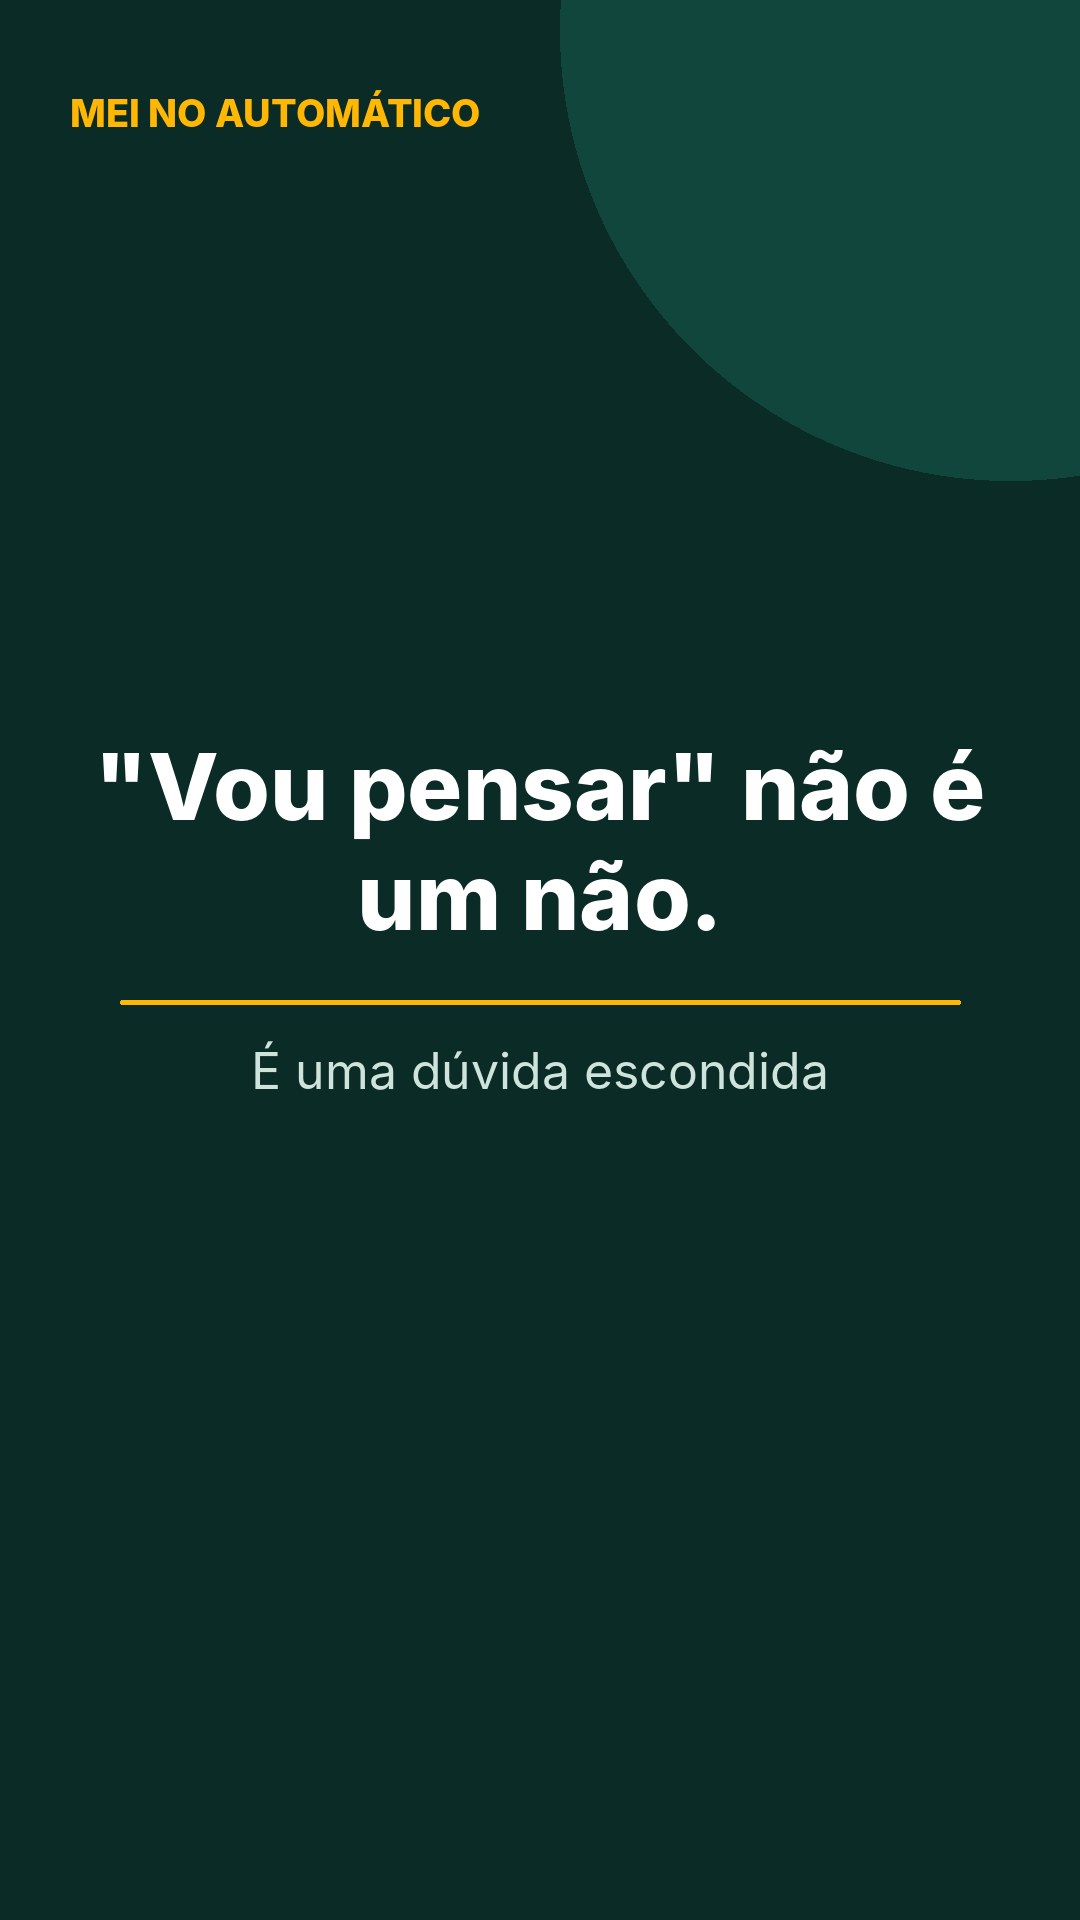 MEI NO AUTOMÁTICO
"Vou pensar" não é
um não.
É uma dúvida escondida